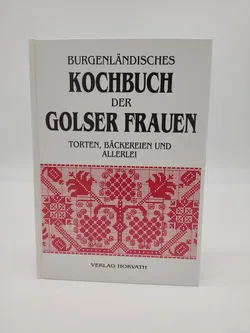 BURGENLÄNDISCHES
KOCHBUCH
DER
GOLSER FRAUEN
TORTEN, BÄCKEREIEN UND
ALLERLEI
VERLAG HORVATH